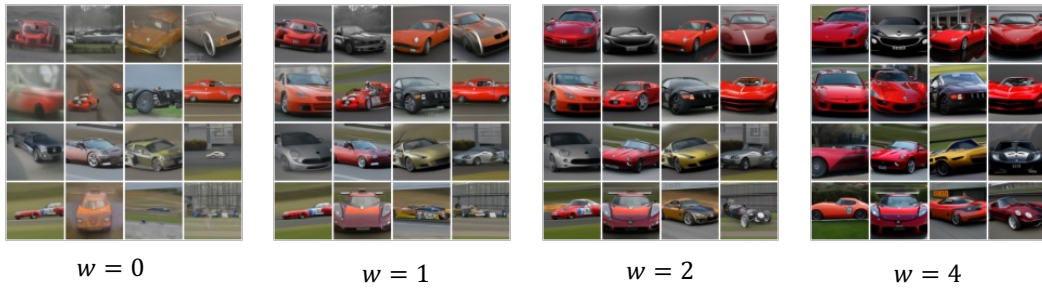 w = 0
w = 1
w = 2
w = 4